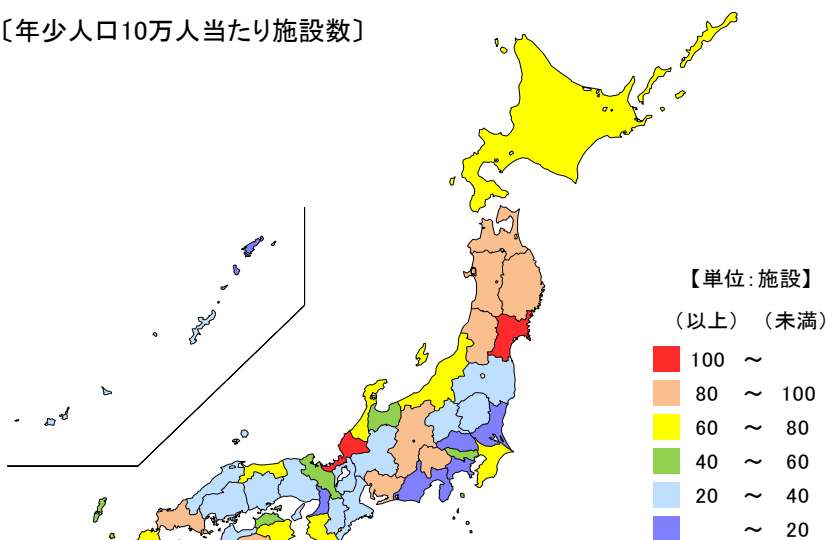 〔年少人口10万人当たり施設数〕
【単位：施設】
（以上） （未満）
100 ～
80 ～ 100
60 ～ 80
40 ～ 60
20 ～ 40
～ 20